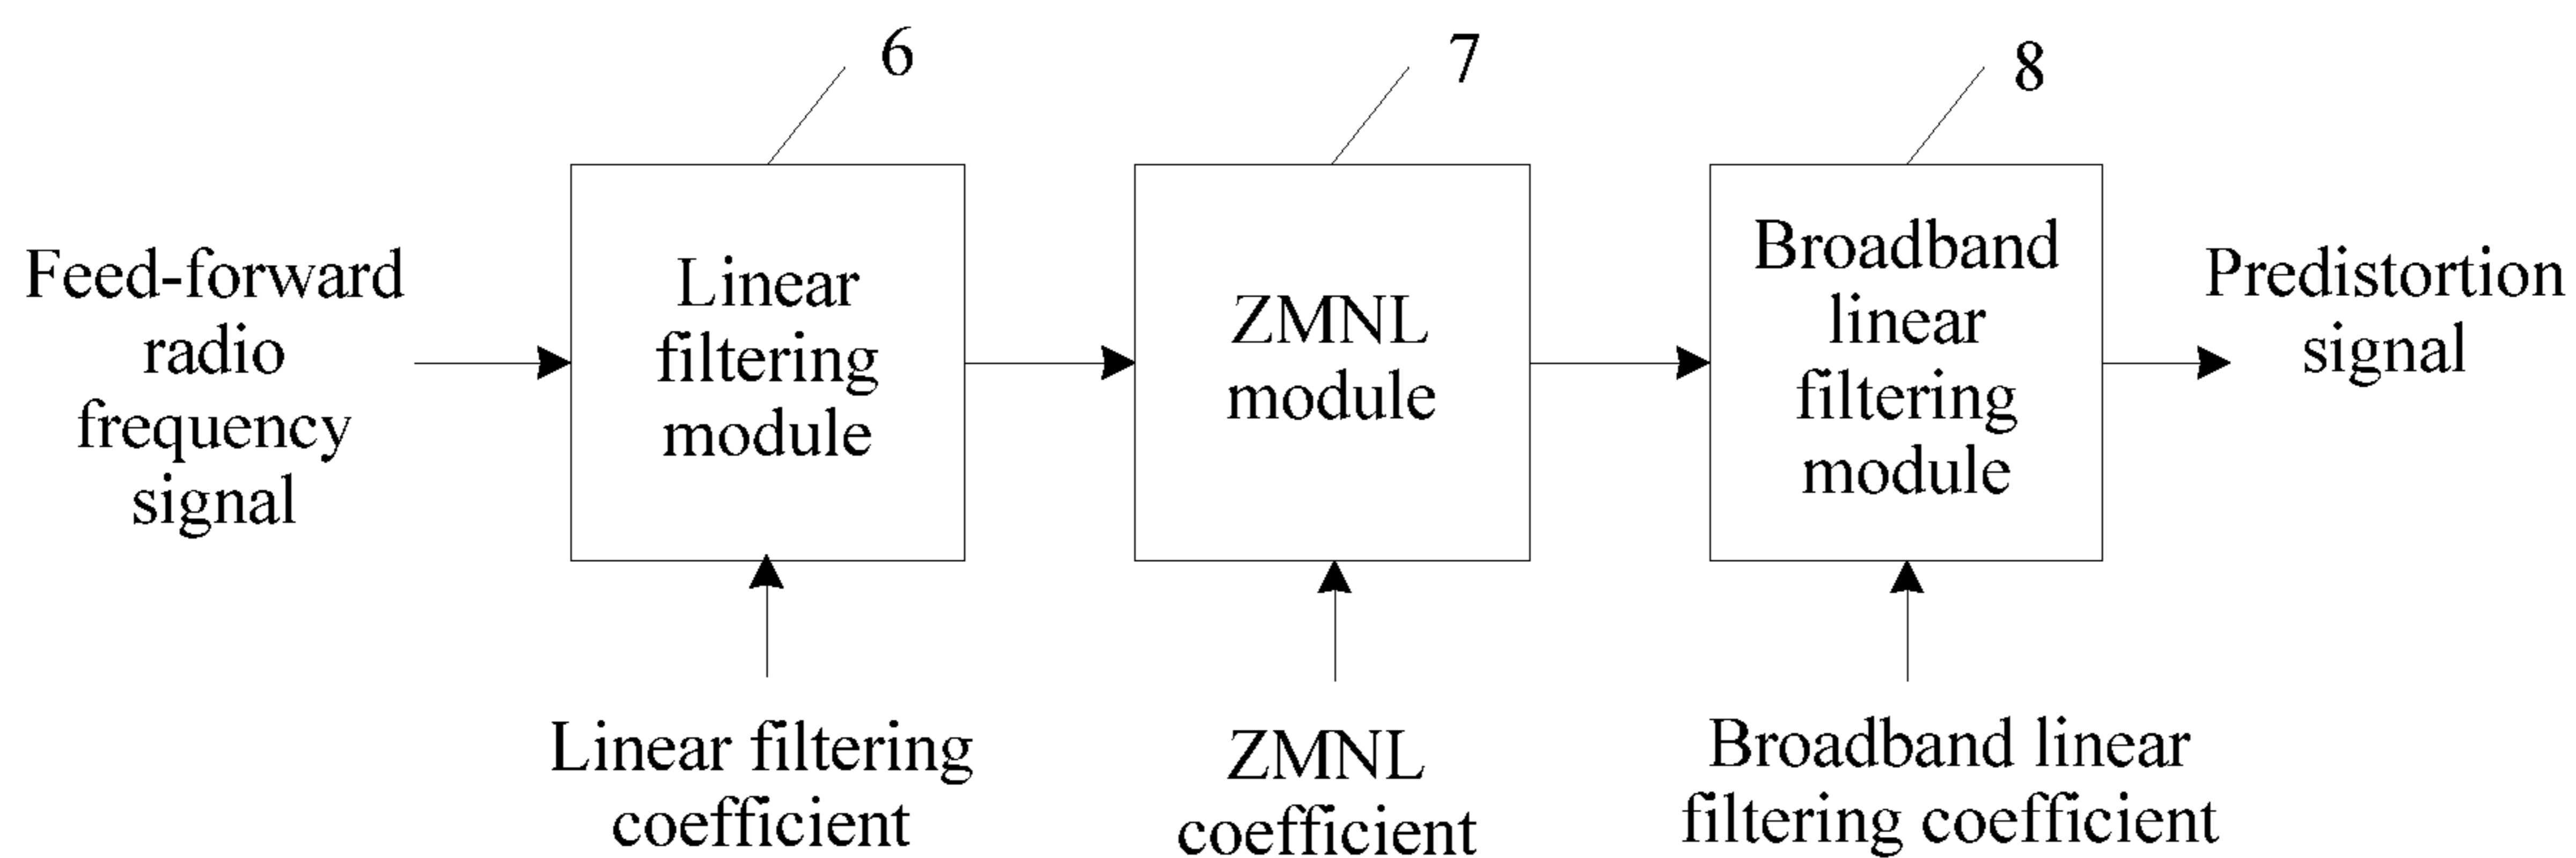 6
7
8
Feed-forward
radio
frequency
signal
Linear
filtering
module
ZMNL
module
Broadband
linear
filtering
module
Predistortion
signal
Linear filtering
coefficient
ZMNL
coefficient
Broadband linear
filtering coefficient